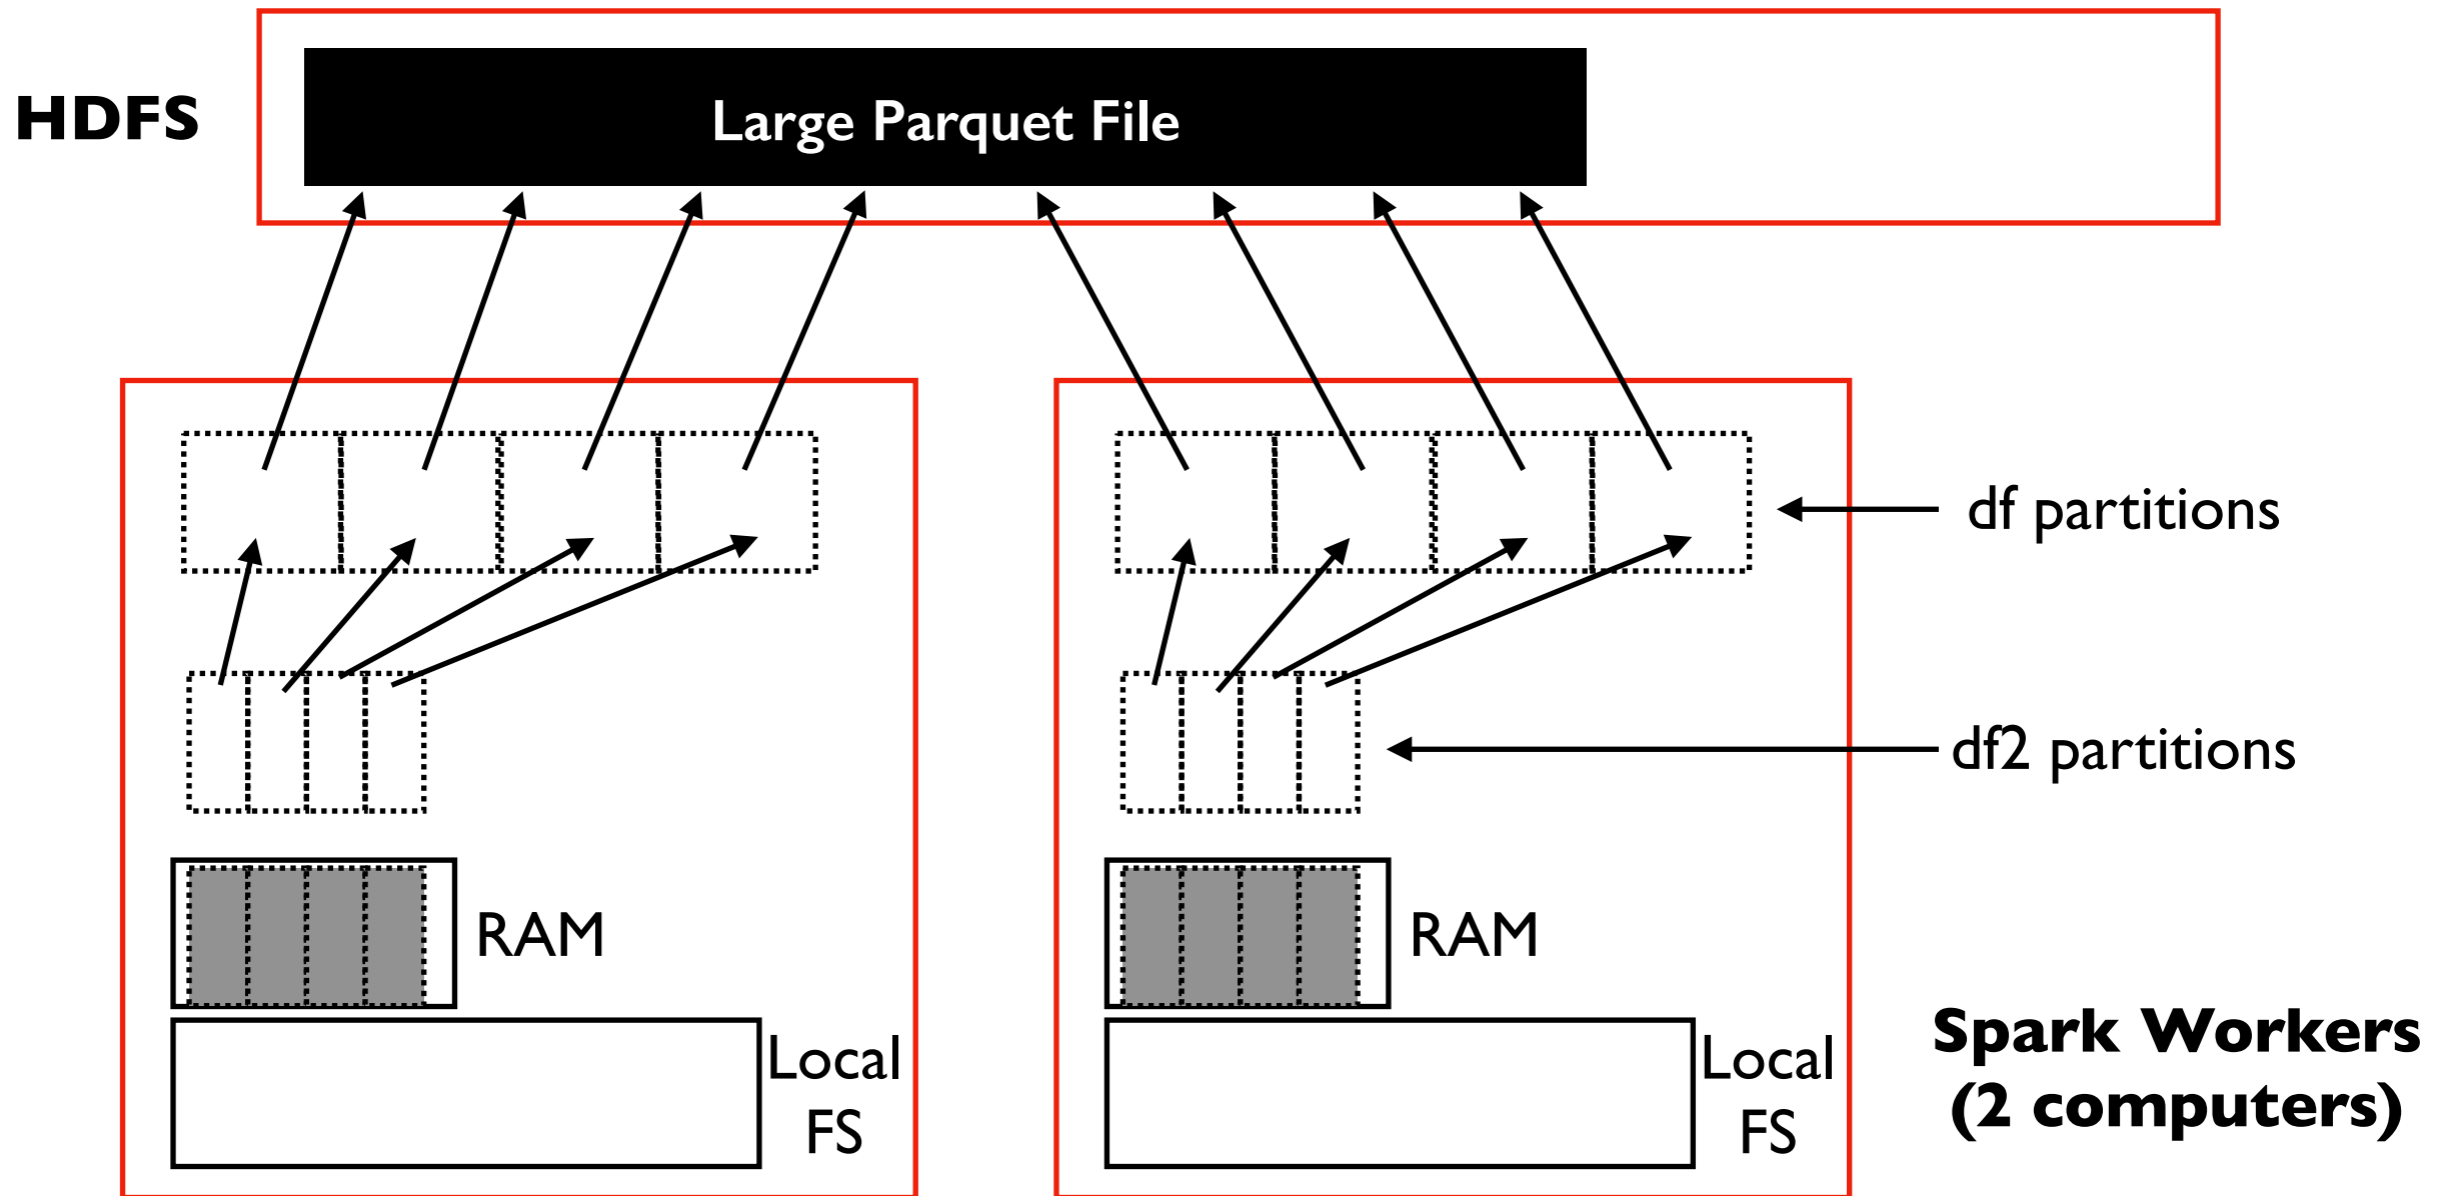 HDFS
Large Parquet File
df partitions
df2 partitions
RAM
RAM
Local
FS
Local
FS
Spark Workers
(2 computers)